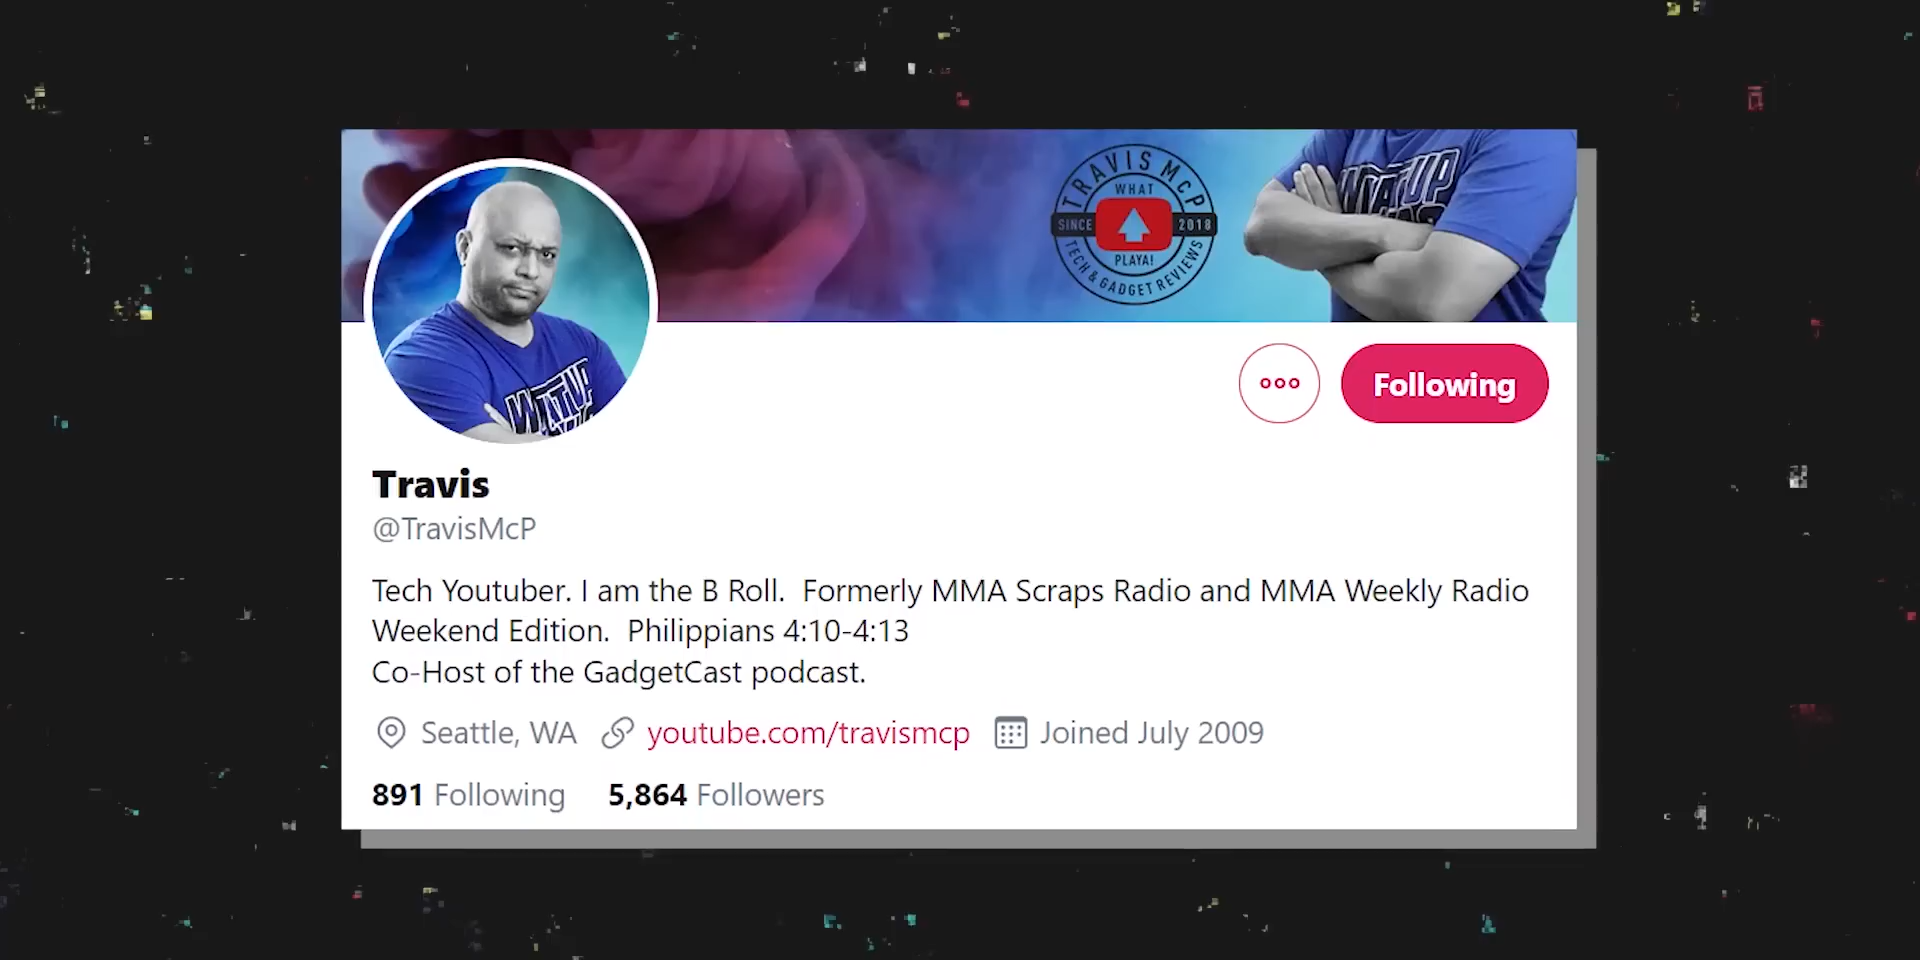 TRAVIS McP
WHAT
SINCE 2018
PLAYA!
TECH & GADGET REVIEWS
Following
Travis
@TravisMcP
Tech Youtuber. I am the B Roll.  Formerly MMA Scraps Radio and MMA Weekly Radio
Weekend Edition.  Philippians 4:10-4:13
Co-Host of the GadgetCast podcast.
Seattle, WA youtube.com/travismcp Joined July 2009
891 Following 5,864 Followers